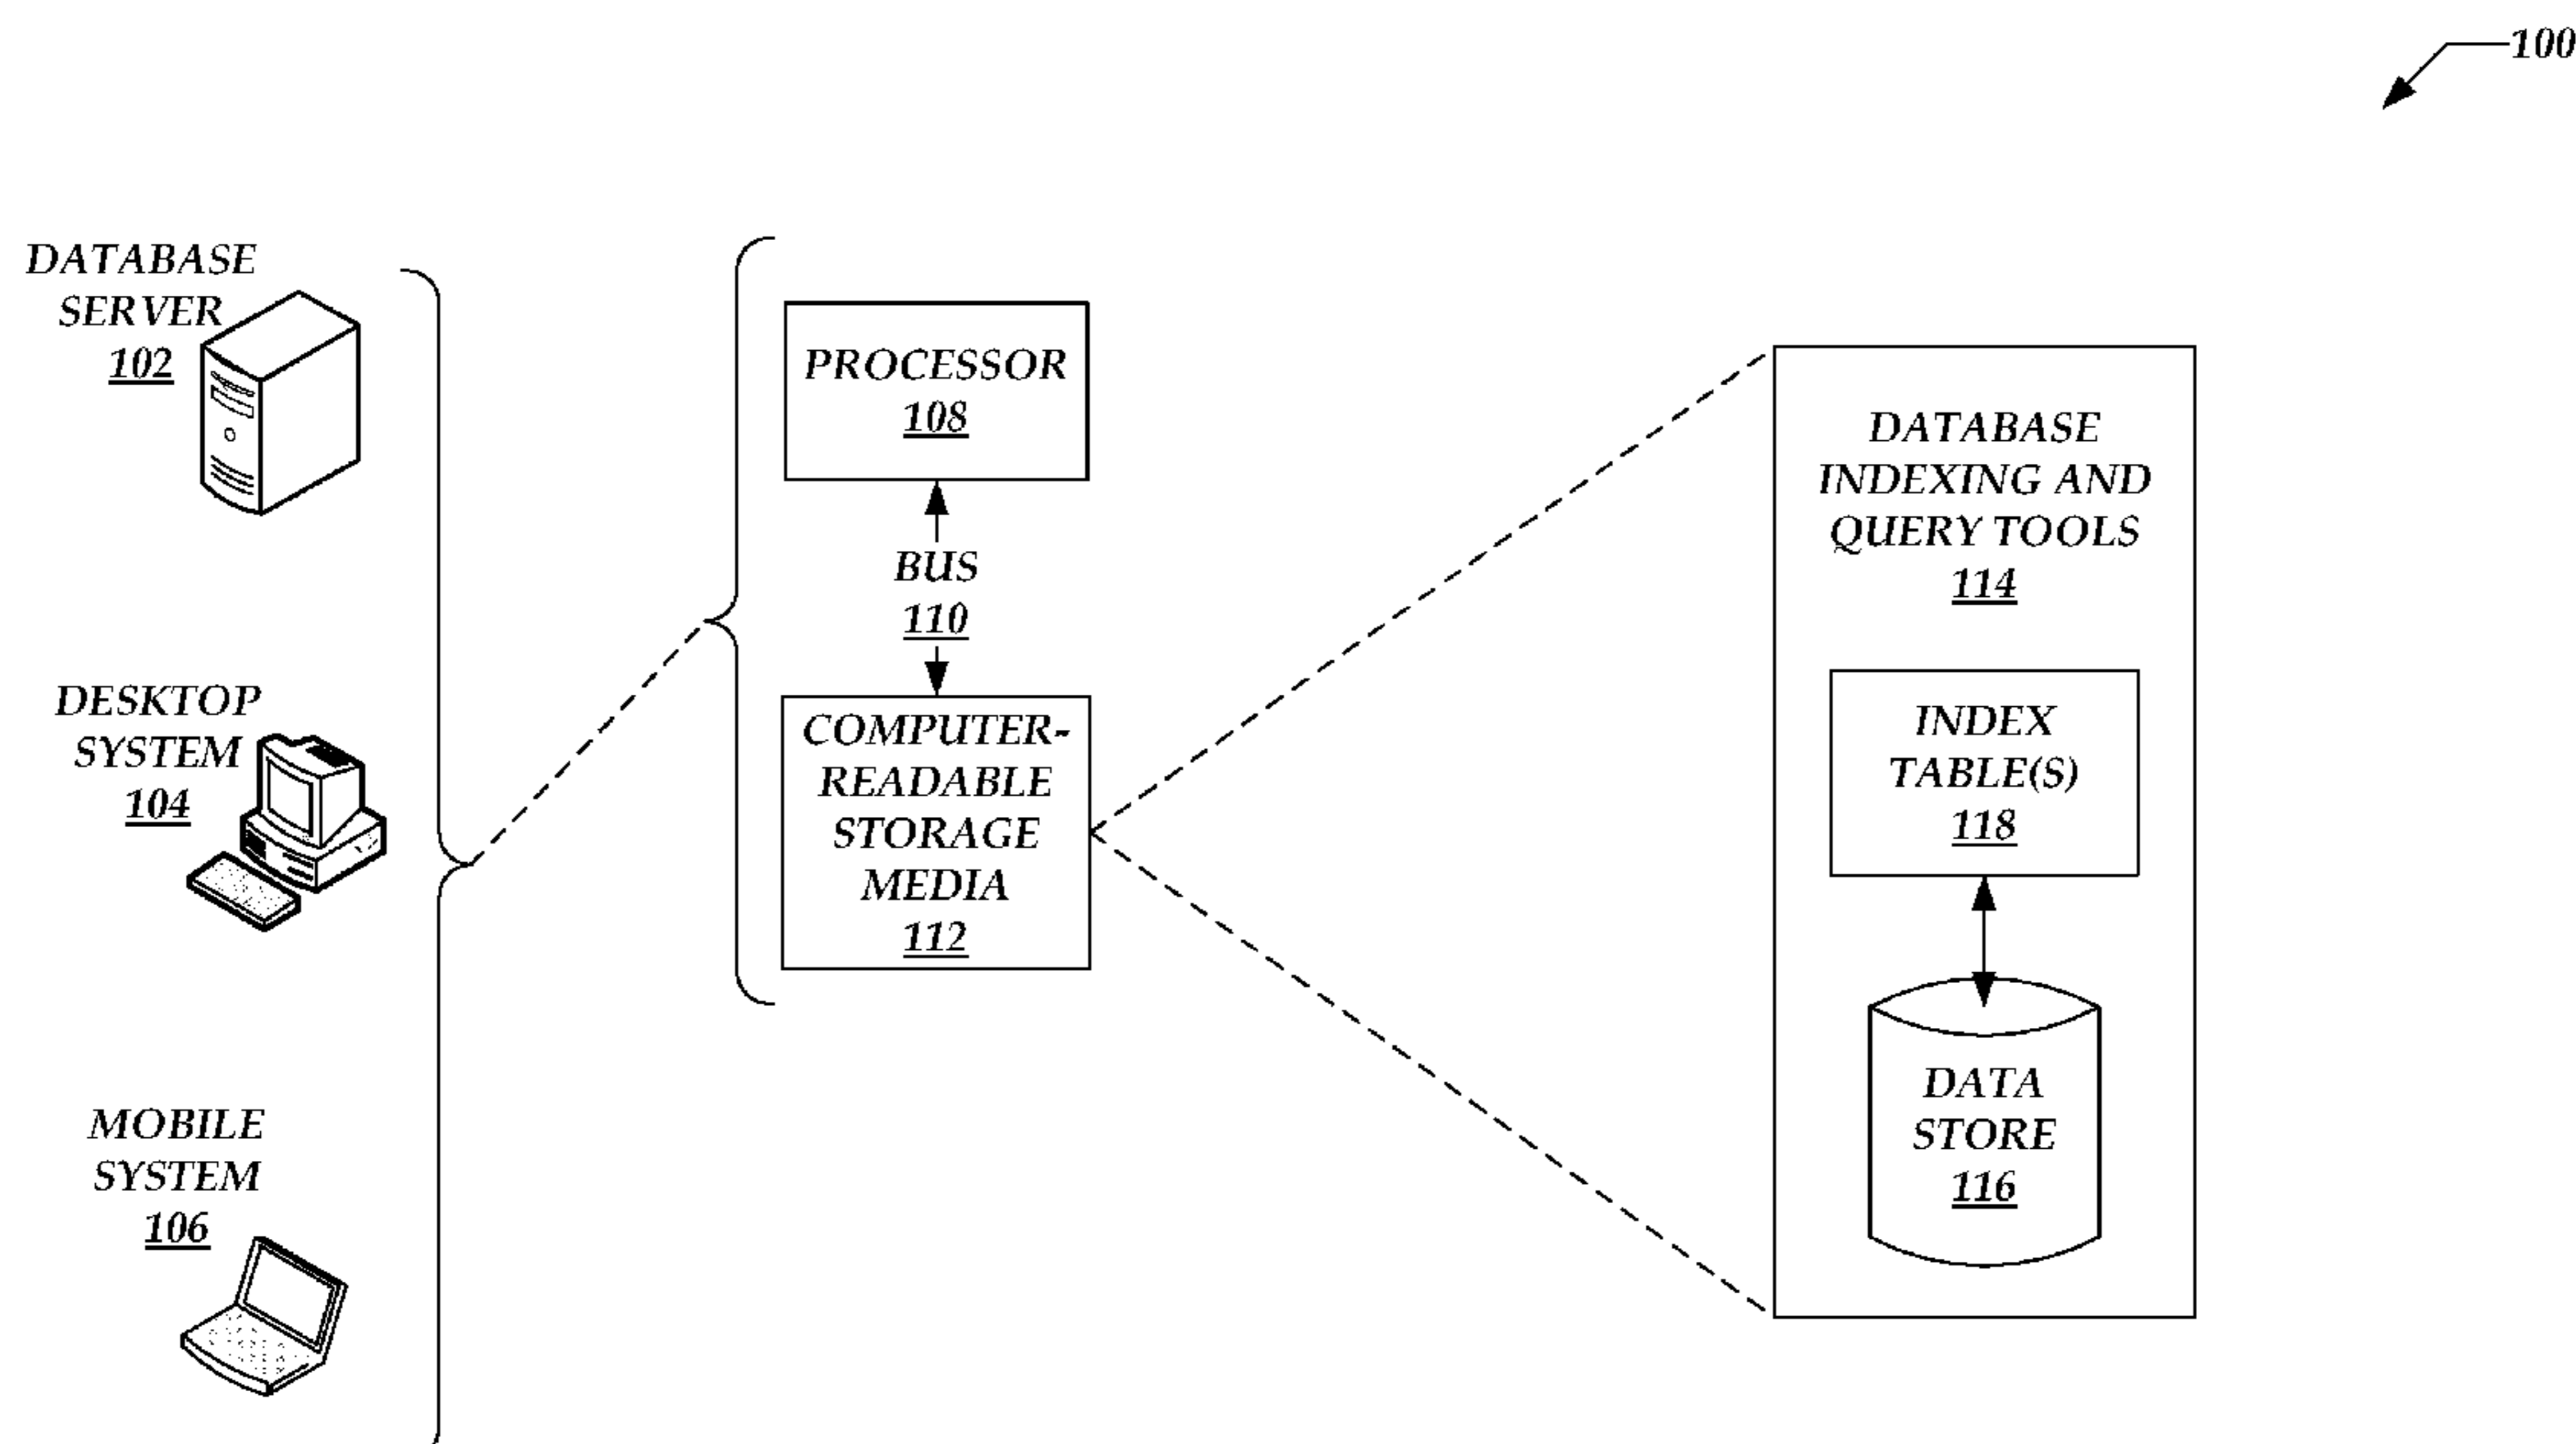 100
DATABASE
SERVER
102
DESKTOP
SYSTEM
104
MOBILE
SYSTEM
106
PROCESSOR
108
BUS
110
COMPUTER-
READABLE
STORAGE
MEDIA
112
DATABASE
INDEXING AND
QUERY TOOLS
114
INDEX
TABLE(S)
118
DATA
STORE
116